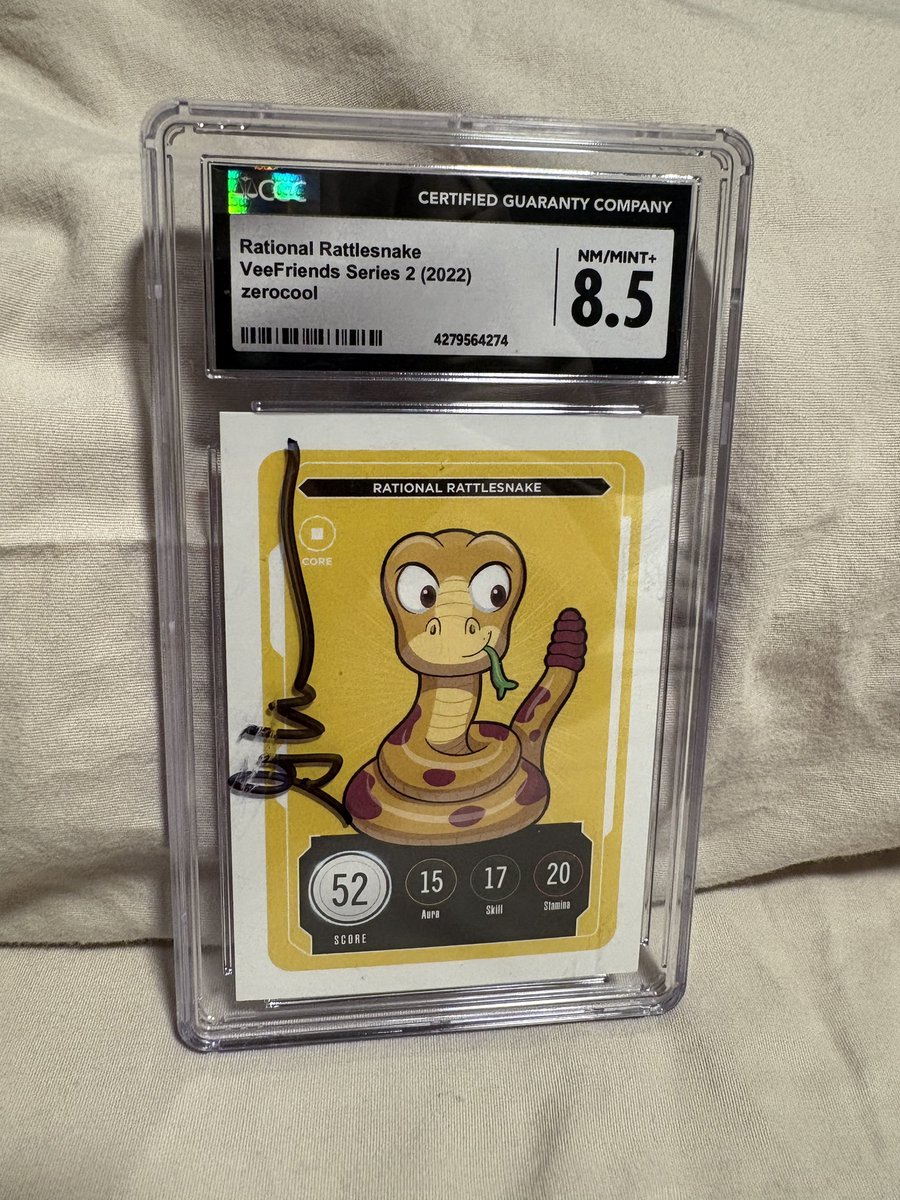 CGC
CERTIFIED GUARANTY COMPANY
Rational Rattlesnake
VeeFriends Series 2 (2022)
zerocool
NM/MINT+
8.5
4279564274
RATIONAL RATTLESNAKE
CORE
52
SCORE
15
Aura
17
Skill
20
Stamina